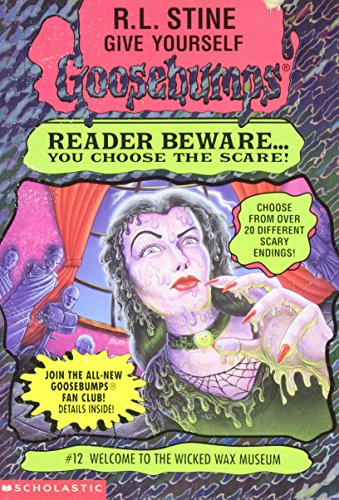 R.L. STINE
GIVE YOURSELF
Goosebumps®
READER BEWARE...
YOU CHOOSE THE SCARE!
CHOOSE
FROM OVER
20 DIFFERENT
SCARY
ENDINGS!
JOIN THE ALL-NEW
GOOSEBUMPS®
FAN CLUB!
DETAILS INSIDE!
#12 WELCOME TO THE WICKED WAX MUSEUM
SCHOLASTIC